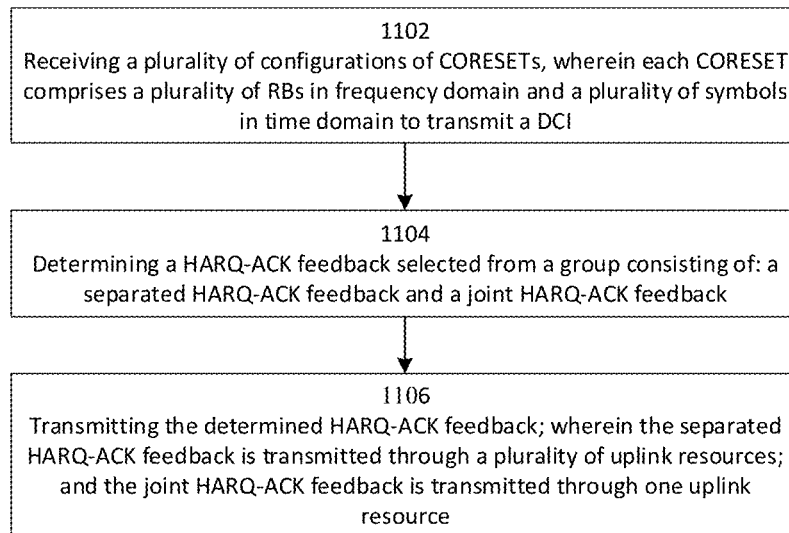 1102
Receiving a plurality of configurations of CORESETs, wherein each CORESET
comprises a plurality of RBs in frequency domain and a plurality of symbols
in time domain to transmit a DCI
1104
Determining a HARQ-ACK feedback selected from a group consisting of: a
separated HARQ-ACK feedback and a joint HARQ-ACK feedback
1106
Transmitting the determined HARQ-ACK feedback; wherein the separated
HARQ-ACK feedback is transmitted through a plurality of uplink resources;
and the joint HARQ-ACK feedback is transmitted through one uplink
resource